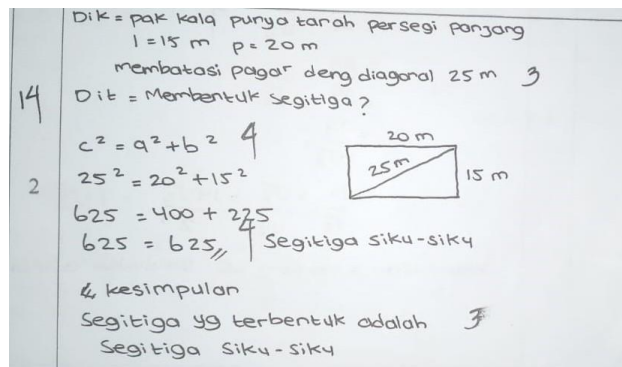 Dik = pak kala punya tanah persegi panjang
l = 15 m p = 20 m
membatasi pagar deng diagonal 25 m 3
14 Dit = Membentuk segitiga?
c² = a² + b² 4
20 m
25 m
15 m
2 25² = 20² + 15²
625 = 400 + 225
625 = 625,, 4 Segitiga siku-siku
↳ kesimpulan
Segitiga yg terbentuk adalah 3
Segitiga siku-siku